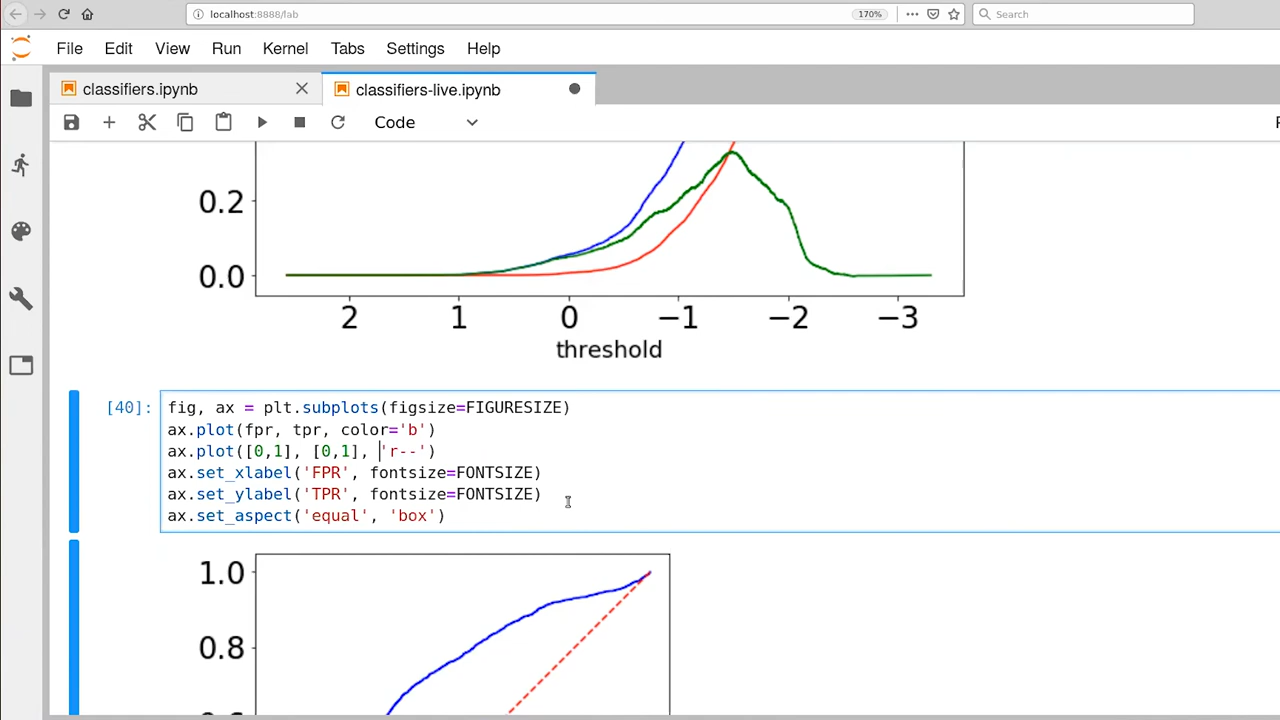 localhost:8888/lab
170%
Search
File Edit View Run Kernel Tabs Settings Help
classifiers.ipynb
classifiers-live.ipynb
Code
0.2
0.0
2 1 0 −1 −2 −3
threshold
[40]:
fig, ax = plt.subplots(figsize=FIGURESIZE)
ax.plot(fpr, tpr, color='b')
ax.plot([0,1], [0,1], 'r--')
ax.set_xlabel('FPR', fontsize=FONTSIZE)
ax.set_ylabel('TPR', fontsize=FONTSIZE)
ax.set_aspect('equal', 'box')
1.0
0.8